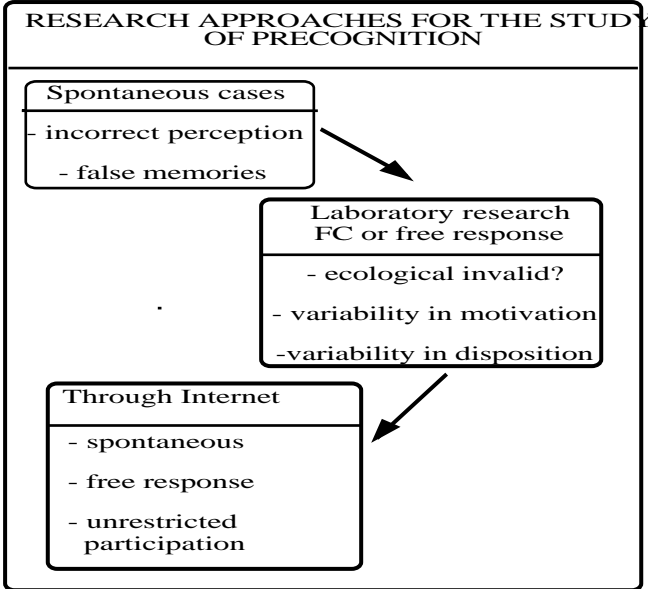 RESEARCH APPROACHES FOR THE STUDY
OF PRECOGNITION
Spontaneous cases
- incorrect perception
- false memories
Laboratory research
FC or free response
- ecological invalid?
- variability in motivation
-variability in disposition
Through Internet
- spontaneous
- free response
- unrestricted
participation